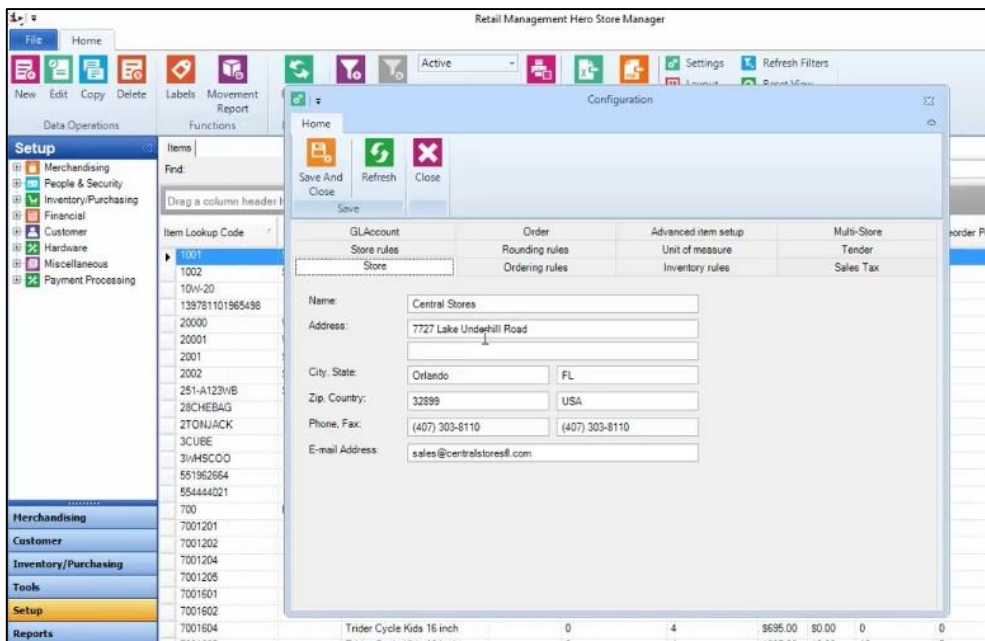 Retail Management Hero Store Manager
File Home
New Edit Copy Delete Labels Movement Report Active Settings Refresh Filters
Data Operations Functions
Configuration
Home
Save And Close Refresh Close
Save
Setup
Merchandising
People & Security
Inventory/Purchasing
Financial
Customer
Hardware
Miscellaneous
Payment Processing
Merchandising
Customer
Inventory/Purchasing
Tools
Setup
Reports
Items
Find:
Drag a column header
Item Lookup Code
1001
1002
10W-20
139781101965498
20000
20001
2001
2002
251-A123WB
28CHEBAG
2TONJACK
3CUBE
3WHSCOO
551962664
554444021
700
7001201
7001202
7001204
7001205
7001601
7001602
7001604 Trider Cycle Kids 16 inch 0 4 $695.00 $0.00 0 0
GLAccount Order Advanced item setup Multi-Store
Store rules Rounding rules Unit of measure Tender
Store Ordering rules Inventory rules Sales Tax
Name: Central Stores
Address: 7727 Lake Underhill Road
City, State: Orlando FL
Zip, Country: 32899 USA
Phone, Fax: (407) 303-8110 (407) 303-8110
E-mail Address: sales@centralstoresfl.com